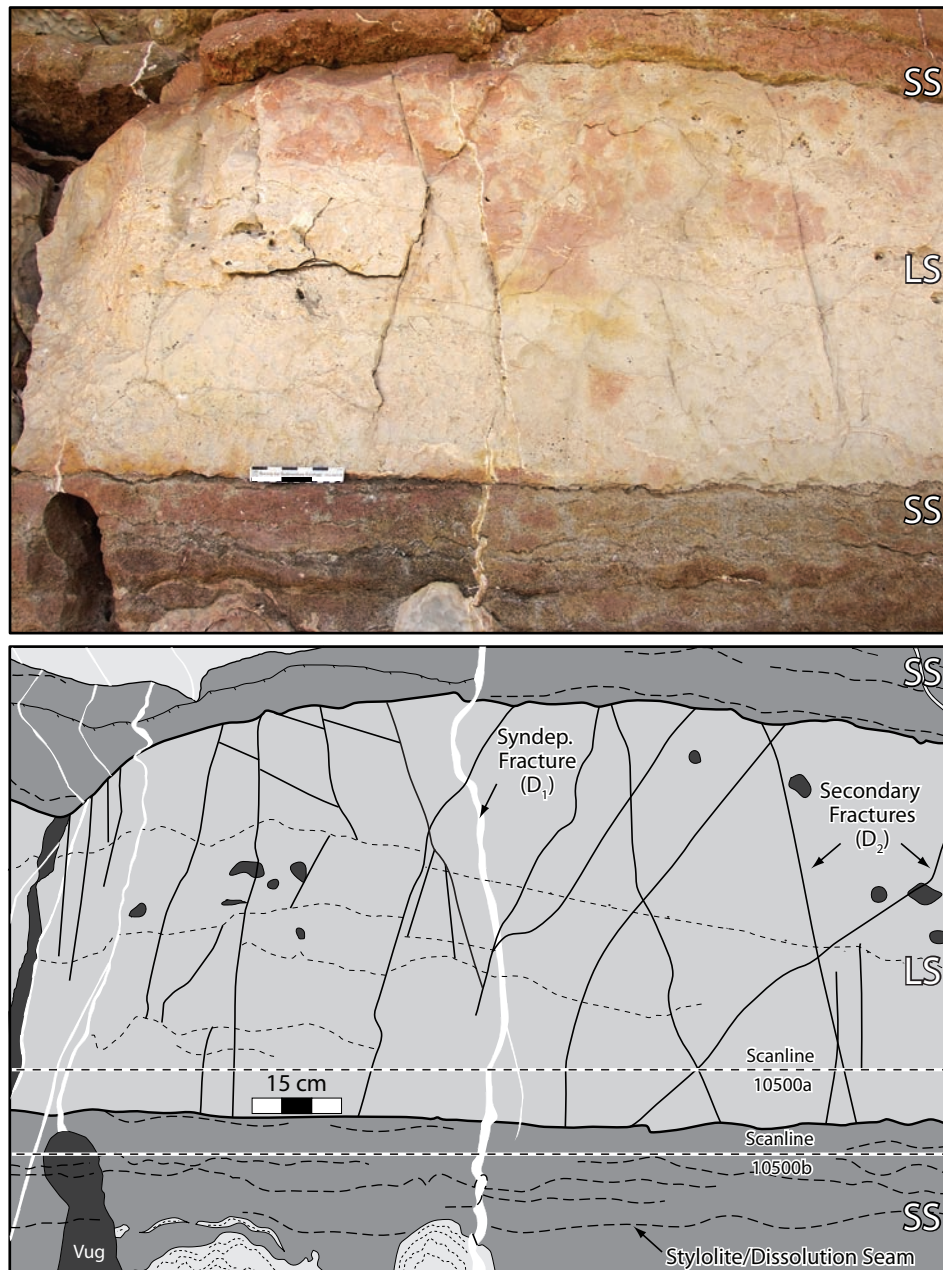 SS
LS
SS
SS
Syndep.
Fracture
(D1)
Secondary
Fractures
(D2)
LS
Scanline
10500a
15 cm
Scanline
10500b
SS
Vug
Stylolite/Dissolution Seam